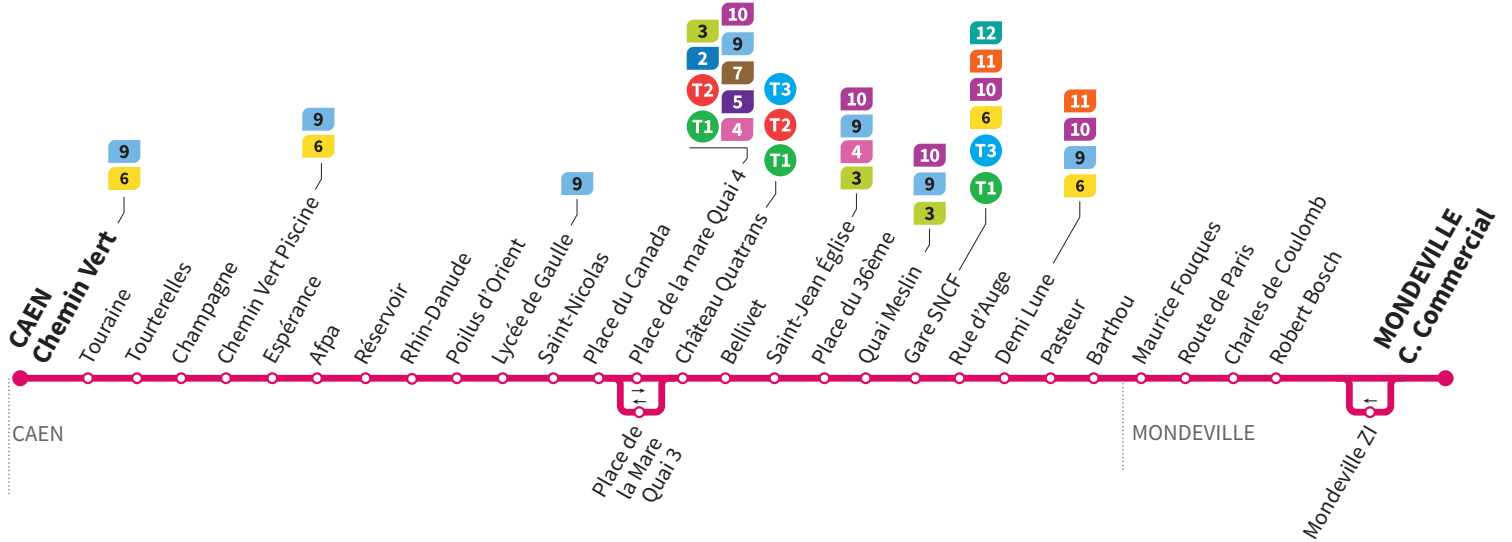 9
6
CAEN
Chemin Vert
Touraine
Tourterelles
Champagne
9
6
Chemin Vert Piscine
Espérance
Afpa
Réservoir
Rhin-Danude
Poilus d'Orient
9
Lycée de Gaulle
Saint-Nicolas
Place du Canada
3
2
T2
T1
10
9
7
5
4
Place de la mare Quai 4
T3
T2
T1
Château Quatrans
Bellivet
10
9
4
3
Saint-Jean Église
Place du 36ème
10
9
3
Quai Meslin
12
11
10
6
T3
T1
Gare SNCF
Rue d'Auge
11
10
9
6
Demi Lune
Pasteur
Barthou
Maurice Fouques
Route de Paris
Charles de Coulomb
Robert Bosch
MONDEVILLE
C. Commercial
CAEN
Place de
la Mare
Quai 3
MONDEVILLE
Mondeville ZI